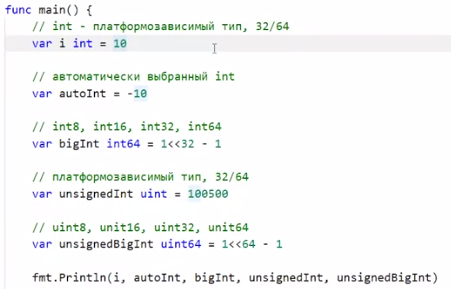 func main() {
// int - платформозависимый тип, 32/64
var i int = 10
// автоматически выбранный int
var autoInt = -10
// int8, int16, int32, int64
var bigInt int64 = 1<<32 - 1
// платформозависимый тип, 32/64
var unsignedInt uint = 100500
// uint8, unit16, uint32, unit64
var unsignedBigInt uint64 = 1<<64 - 1
fmt.Println(i, autoInt, bigInt, unsignedInt, unsignedBigInt)